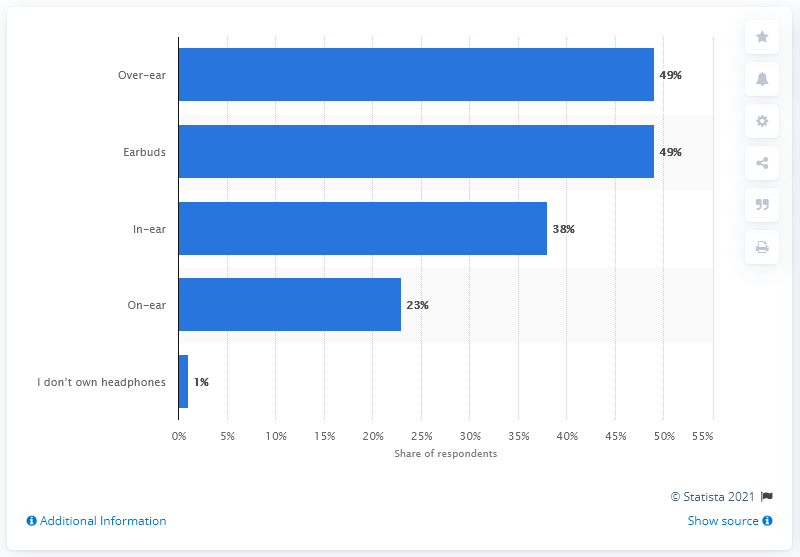 Over-ear
49%
Earbuds
49%
In-ear
38%
On-ear
23%
I don’t own headphones
1%
0% 5% 10% 15% 20% 25% 30% 35% 40% 45% 50% 55%
Share of respondents
© Statista 2021
Additional Information
Show source